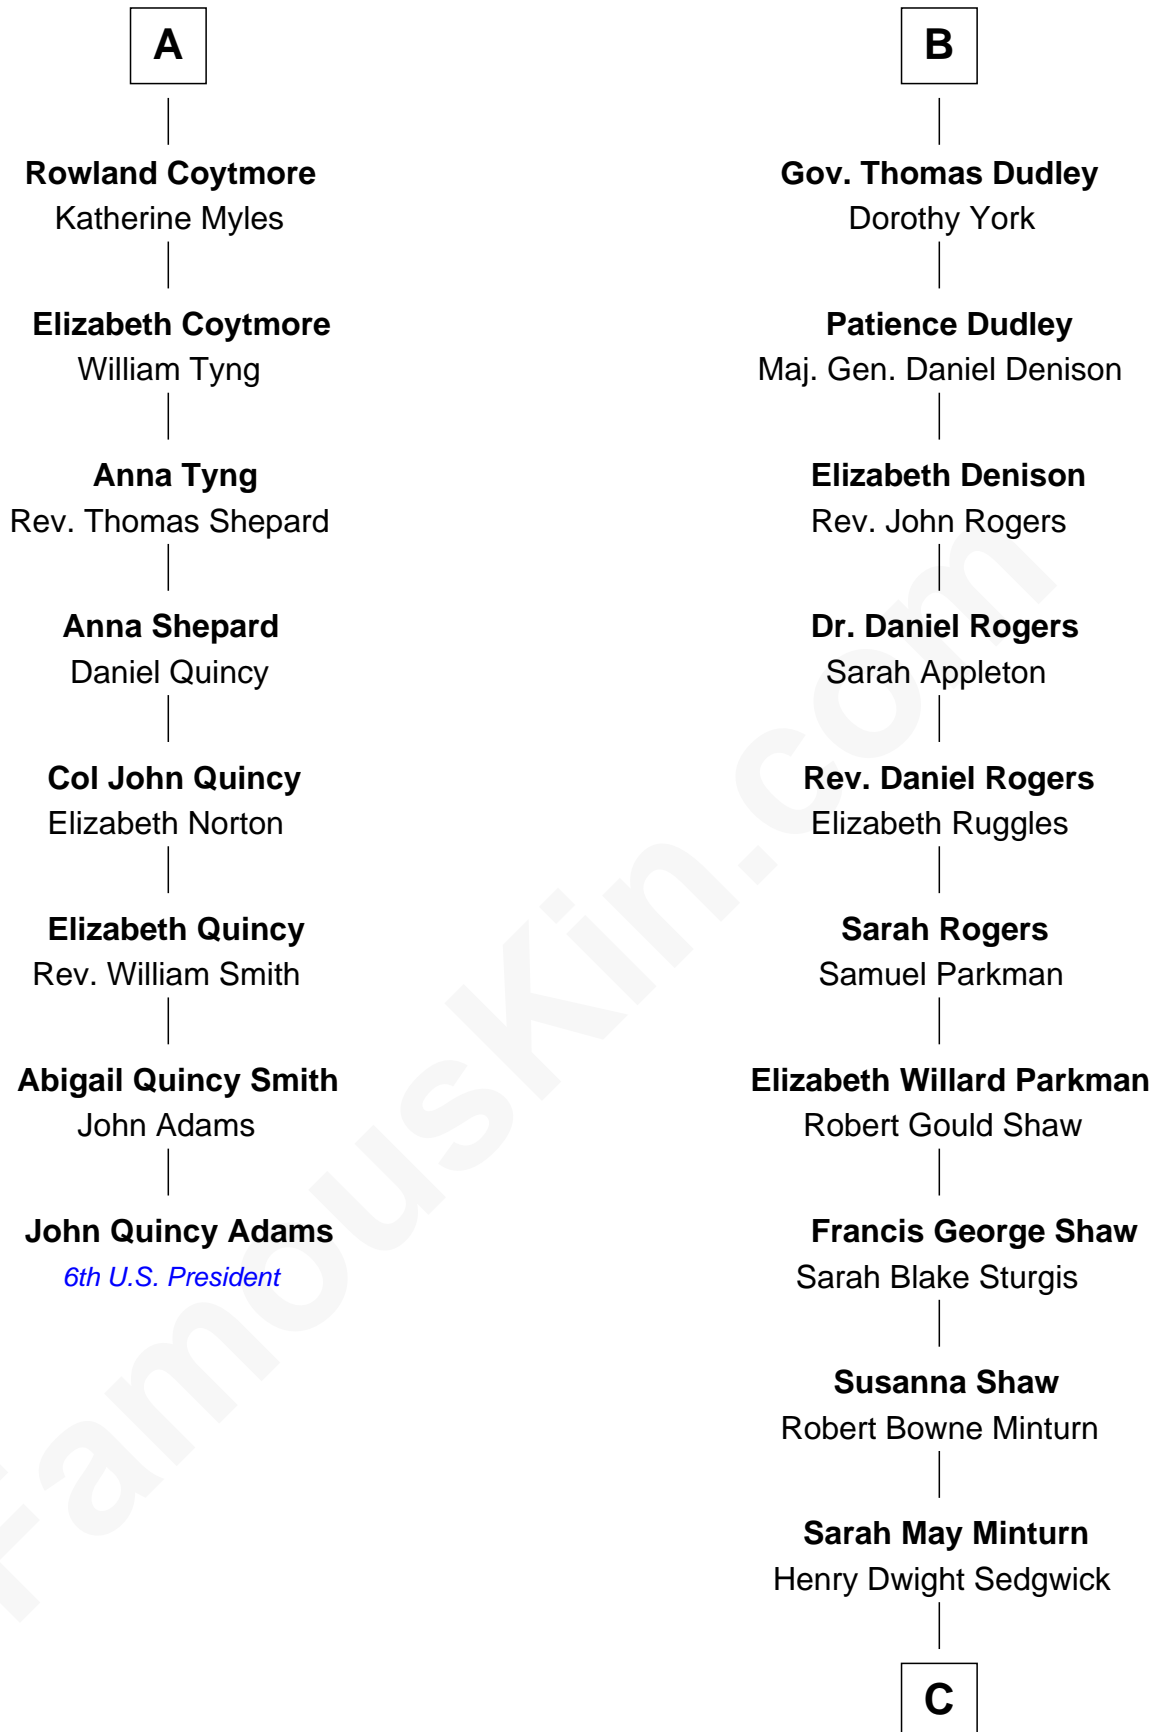 A
Rowland Coytmore
Katherine Myles
Elizabeth Coytmore
William Tyng
Anna Tyng
Rev. Thomas Shepard
Anna Shepard
Daniel Quincy
Col John Quincy
Elizabeth Norton
Elizabeth Quincy
Rev. William Smith
Abigail Quincy Smith
John Adams
John Quincy Adams
6th U.S. President
B
Gov. Thomas Dudley
Dorothy York
Patience Dudley
Maj. Gen. Daniel Denison
Elizabeth Denison
Rev. John Rogers
Dr. Daniel Rogers
Sarah Appleton
Rev. Daniel Rogers
Elizabeth Ruggles
Sarah Rogers
Samuel Parkman
Elizabeth Willard Parkman
Robert Gould Shaw
Francis George Shaw
Sarah Blake Sturgis
Susanna Shaw
Robert Bowne Minturn
Sarah May Minturn
Henry Dwight Sedgwick
C
FamousKin.com